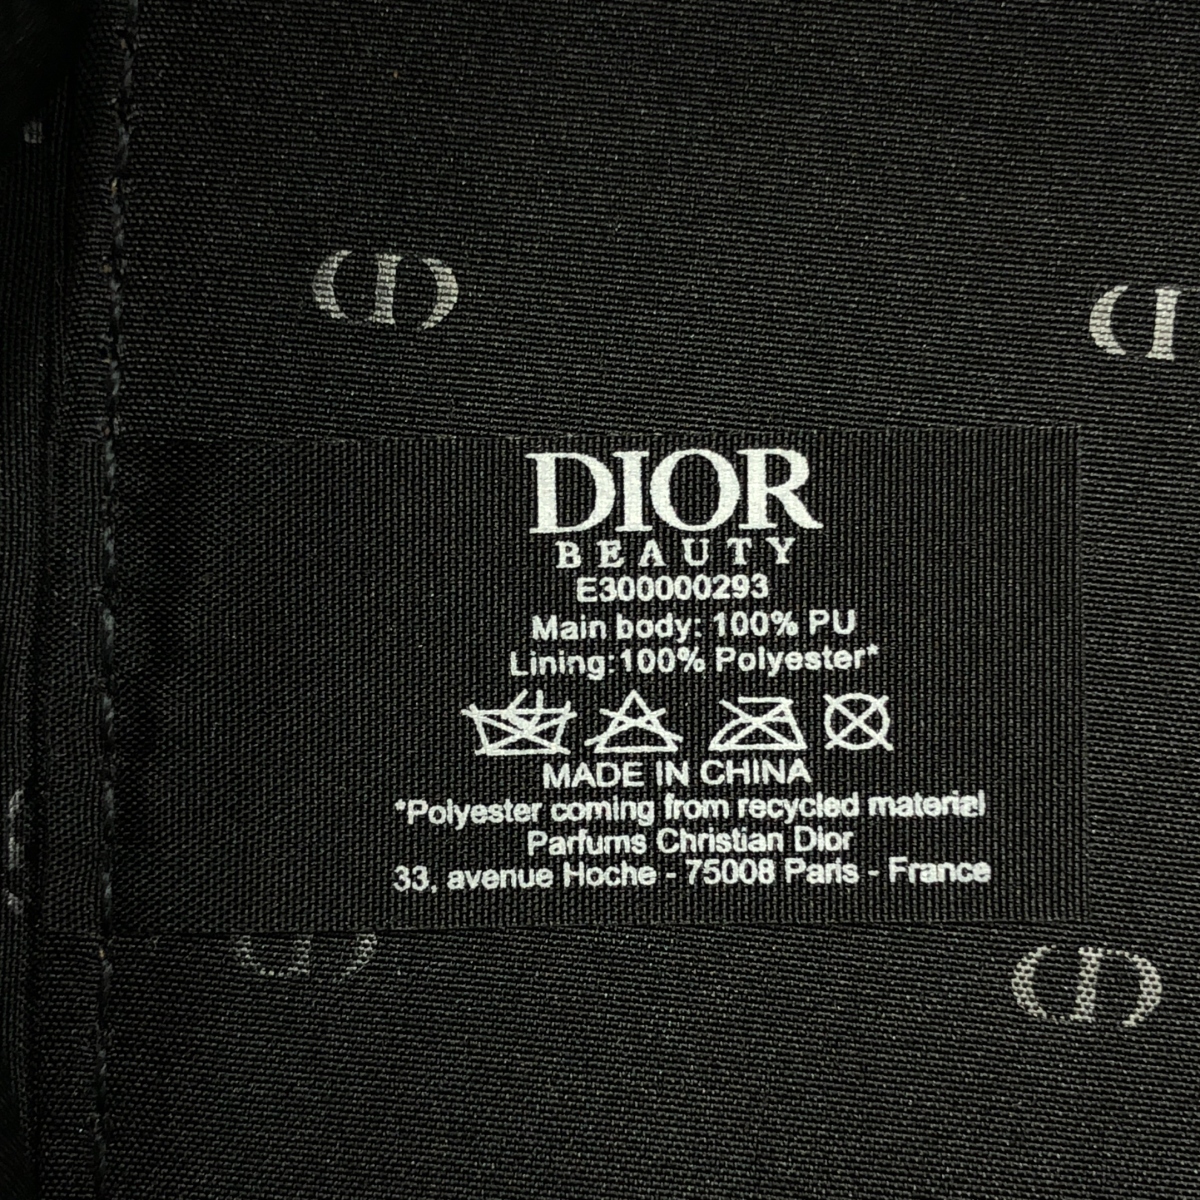 DIOR
BEAUTY
E300000293
Main body: 100% PU
Lining:100% Polyester*
MADE IN CHINA
*Polyester coming from recycled material
Parfums Christian Dior
33, avenue Hoche - 75008 Paris - France